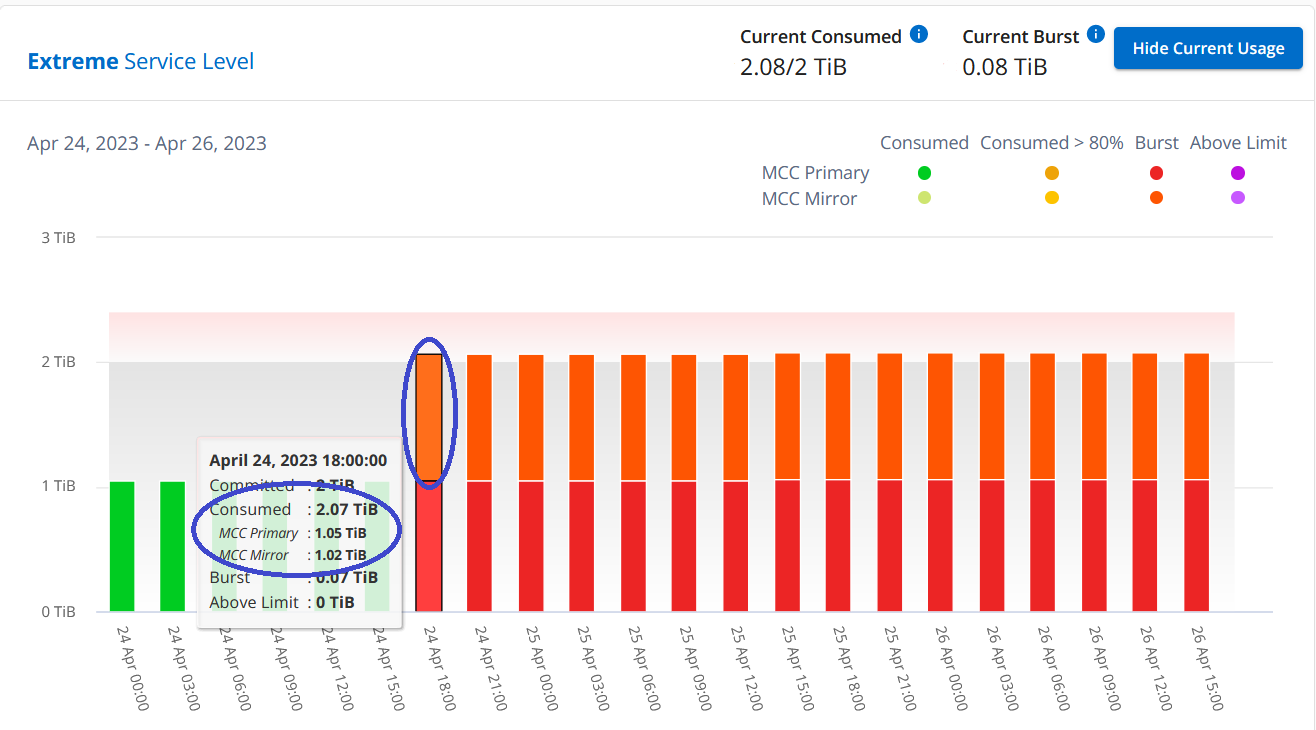 Extreme Service Level
Current Consumed i
2.08/2 TiB
Current Burst i
0.08 TiB
Hide Current Usage
Apr 24, 2023 - Apr 26, 2023
Consumed Consumed > 80% Burst Above Limit
MCC Primary
MCC Mirror
3 TiB
2 TiB
1 TiB
0 TiB
April 24, 2023 18:00:00
Committed : 2 TiB
Consumed : 2.07 TiB
MCC Primary : 1.05 TiB
MCC Mirror : 1.02 TiB
Burst : 0.07 TiB
Above Limit : 0 TiB
24 Apr 00:00
24 Apr 03:00
24 Apr 06:00
24 Apr 09:00
24 Apr 12:00
24 Apr 15:00
24 Apr 18:00
24 Apr 21:00
25 Apr 00:00
25 Apr 03:00
25 Apr 06:00
25 Apr 09:00
25 Apr 12:00
25 Apr 15:00
25 Apr 18:00
25 Apr 21:00
26 Apr 00:00
26 Apr 03:00
26 Apr 06:00
26 Apr 09:00
26 Apr 12:00
26 Apr 15:00